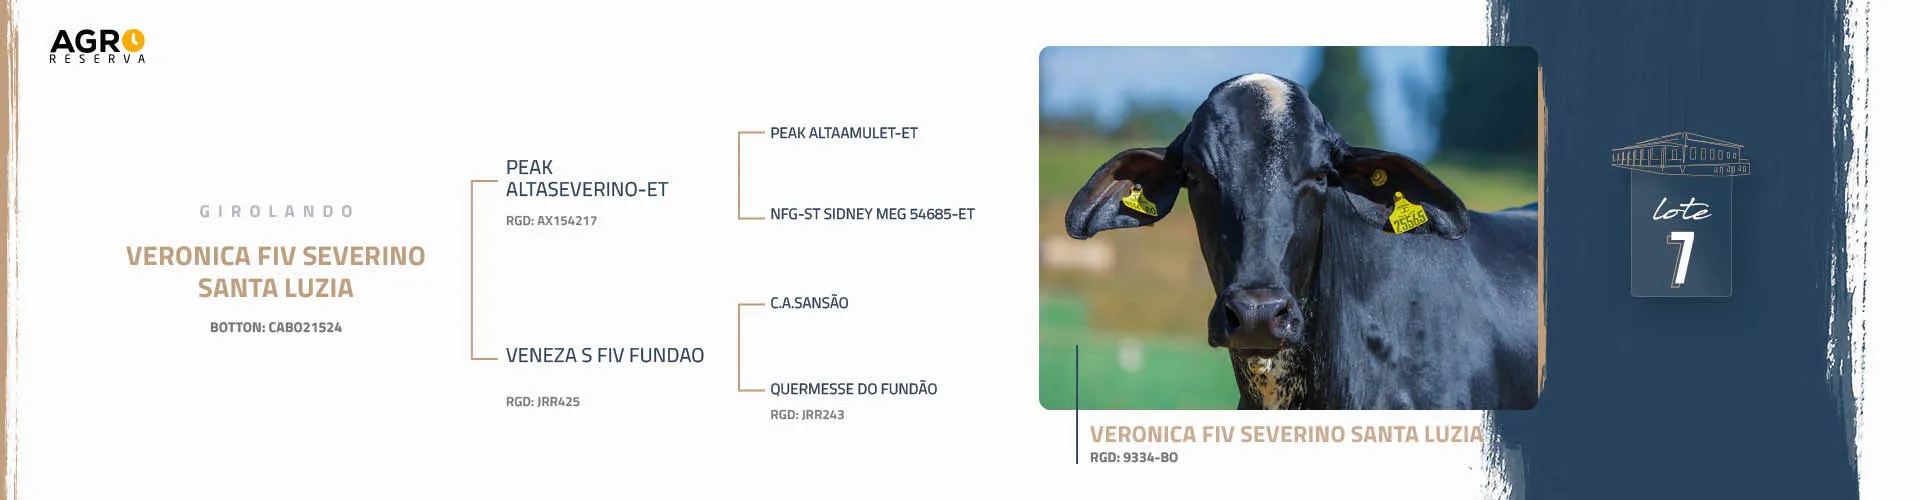 AGRO
RESERVA
GIROLANDO
VERONICA FIV SEVERINO
SANTA LUZIA
BOTTON: CABO21524
PEAK
ALTASEVERINO-ET
RGD: AX154217
VENEZA S FIV FUNDAO
RGD: JRR425
PEAK ALTAAMULET-ET
NFG-ST SIDNEY MEG 54685-ET
C.A.SANSÃO
QUERMESSE DO FUNDÃO
RGD: JRR243
25565
VERONICA FIV SEVERINO SANTA LUZIA
RGD: 9334-BO
lote
7